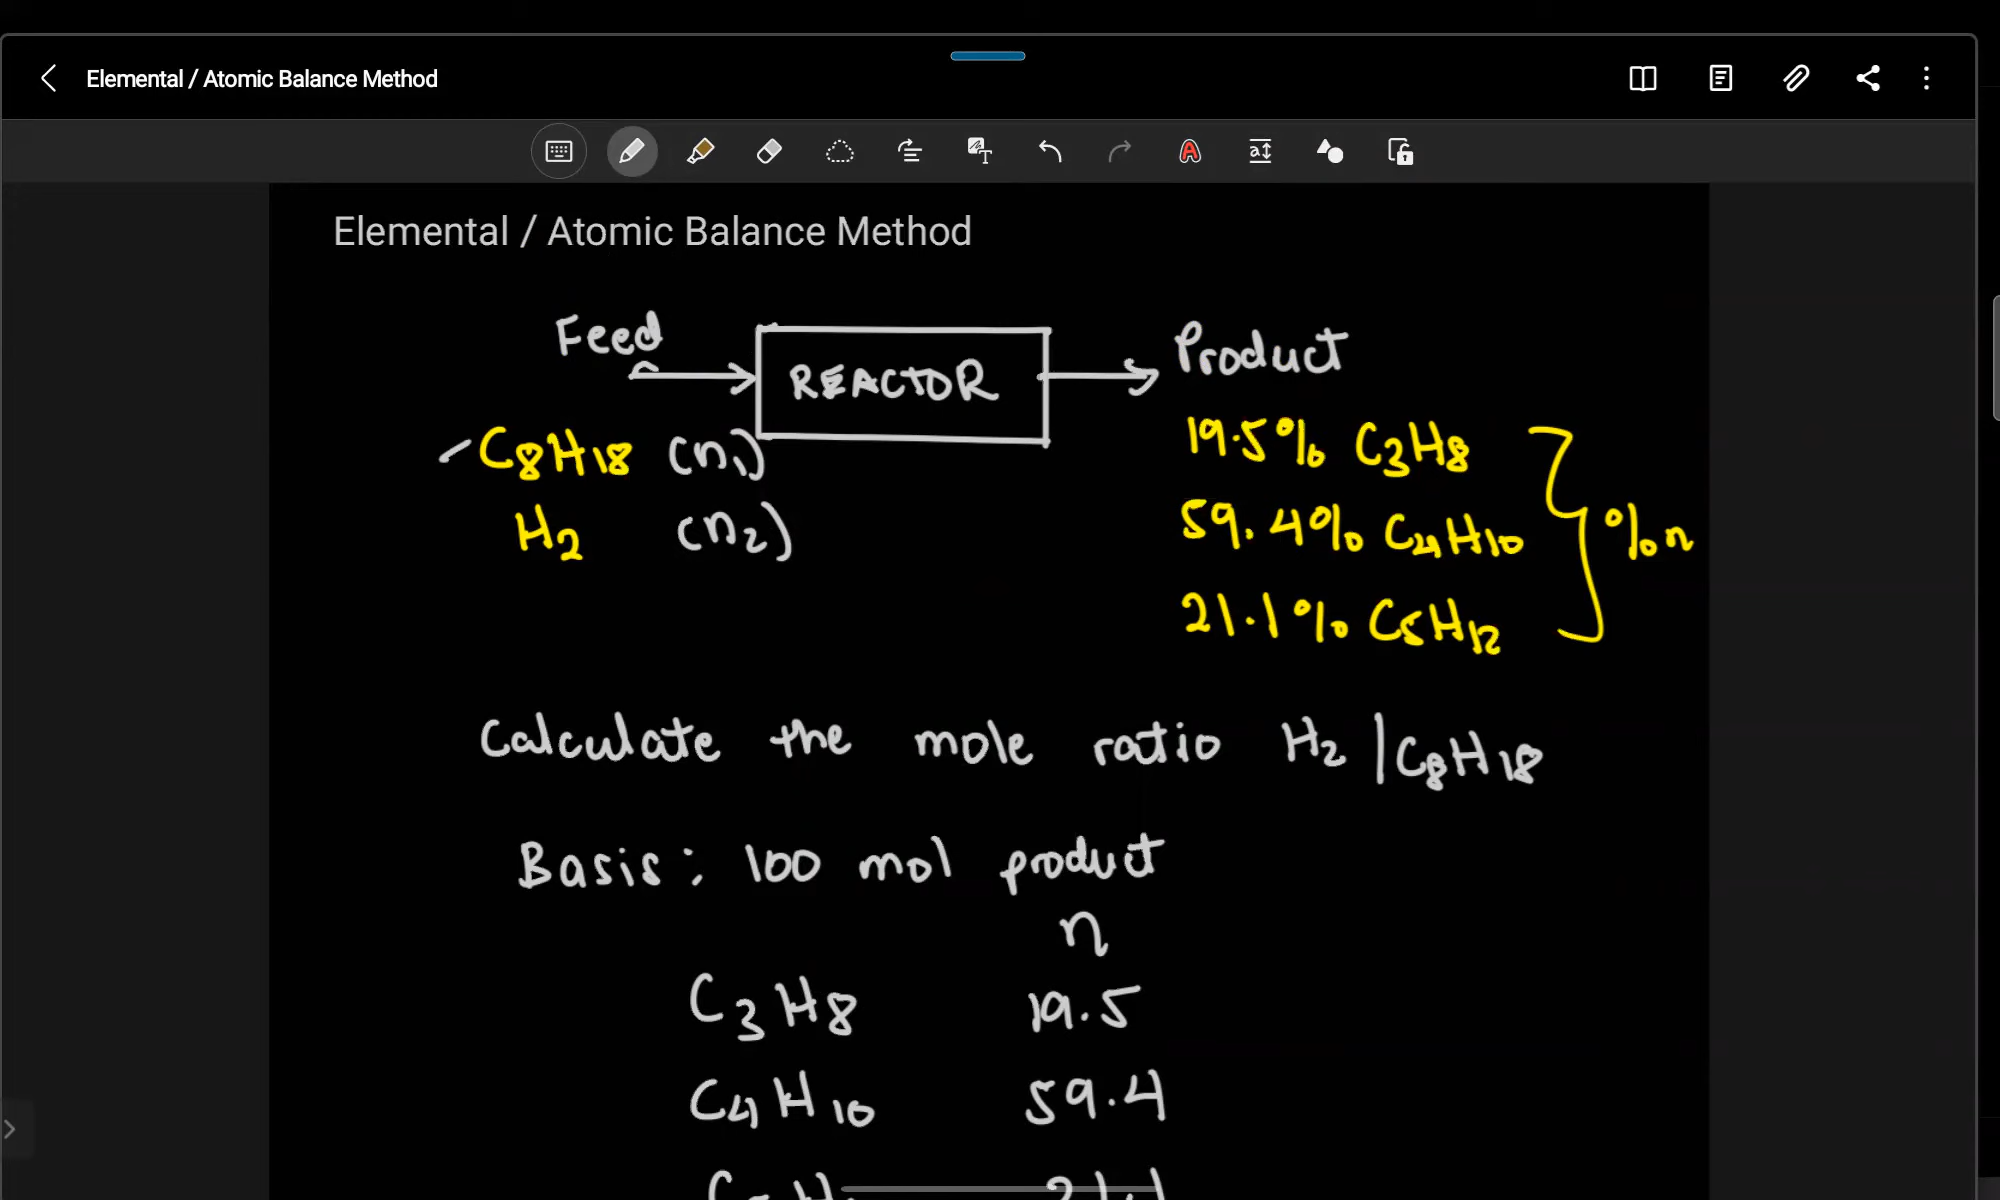 Elemental / Atomic Balance Method
Elemental / Atomic Balance Method
Feed
REACTOR
Product
C8H18 (n1)
H2 (n2)
19.5% C3H8
59.4% C4H10
21.1% C5H12
%n
Calculate the mole ratio H2 / C8H18
Basis: 100 mol product
n
C3H8 19.5
C4H10 59.4